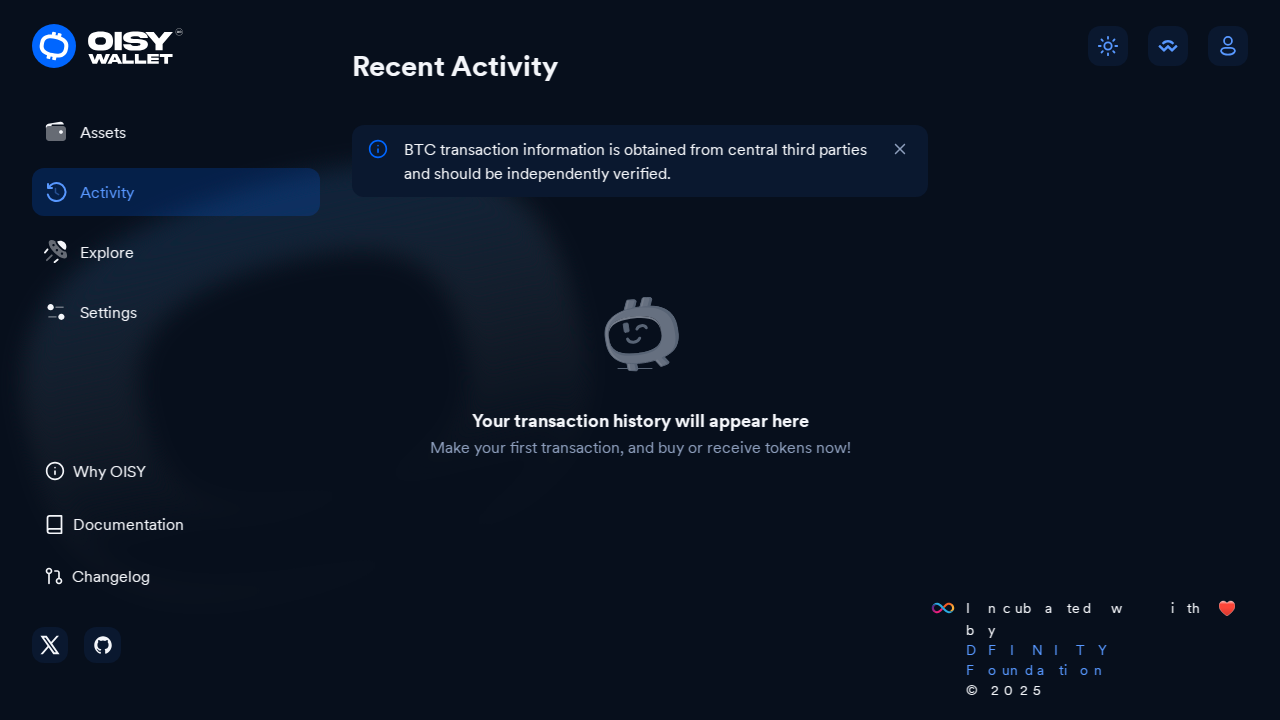 OISY
WALLET
Recent Activity
Assets
Activity
Explore
Settings
BTC transaction information is obtained from central third parties
and should be independently verified.
Your transaction history will appear here
Make your first transaction, and buy or receive tokens now!
Why OISY
Documentation
Changelog
Incubated with ❤️
by
DFINITY
Foundation
© 2025